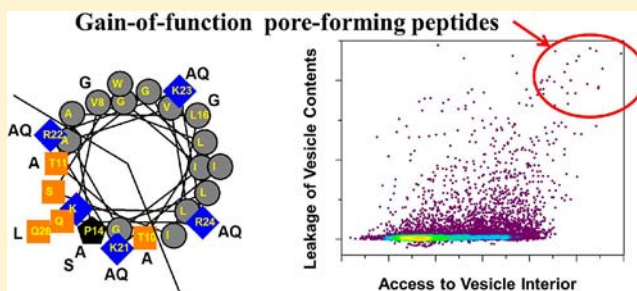 Gain-of-function pore-forming peptides
AQ
G
W
V8
G
G
K23
G
A
V
L16
AQ
R22
A
L
A
T11
I
I
S
L
K
L
Q
R24
AQ
L
Q26
P14
G
T10
I
A
K21
A
S
AQ
Leakage of Vesicle Contents
Access to Vesicle Interior